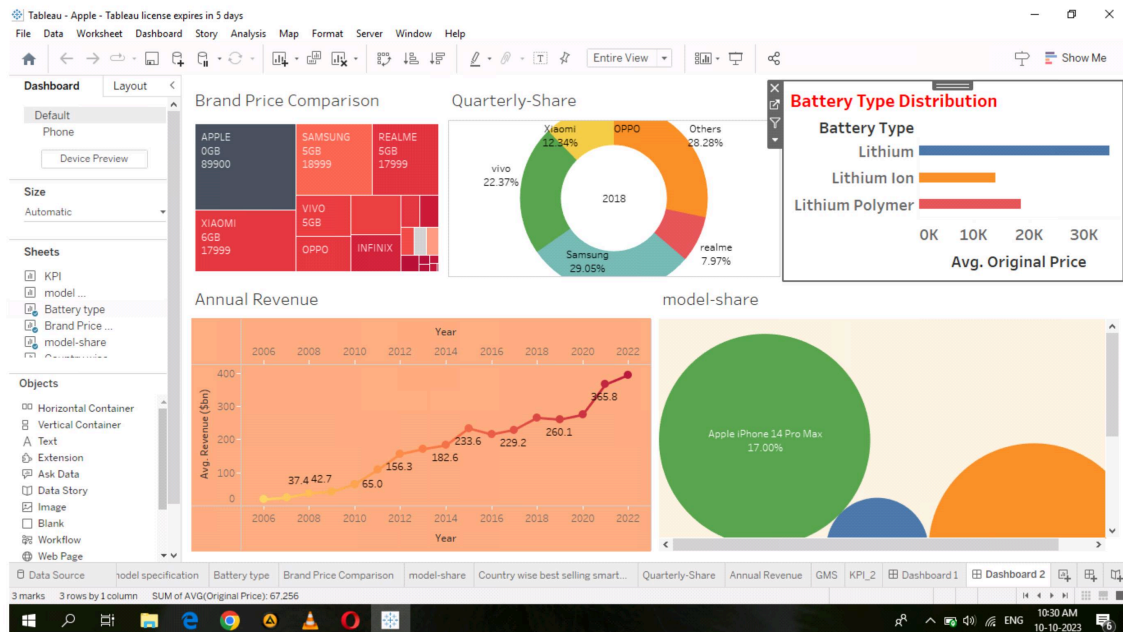 Tableau - Apple - Tableau license expires in 5 days
File Data Worksheet Dashboard Story Analysis Map Format Server Window Help
Entire View
Show Me
Dashboard Layout
Default
Phone
Device Preview
Size
Automatic
Sheets
KPI
model ...
Battery type
Brand Price ...
model-share
Objects
Horizontal Container
Vertical Container
Text
Extension
Ask Data
Data Story
Image
Blank
Workflow
Web Page
Brand Price Comparison
APPLE
0GB
89900
SAMSUNG
5GB
18999
REALME
5GB
17999
XIAOMI
6GB
17999
VIVO
5GB
OPPO
INFINIX
Quarterly-Share
Xiaomi
12.34%
OPPO
Others
28.28%
vivo
22.37%
2018
Samsung
29.05%
realme
7.97%
Battery Type Distribution
Battery Type
Lithium
Lithium Ion
Lithium Polymer
0K 10K 20K 30K
Avg. Original Price
Annual Revenue
Year
2006 2008 2010 2012 2014 2016 2018 2020 2022
Avg. Revenue ($bn)
400
300
200
100
0
37.4 42.7
65.0
156.3
182.6
233.6
229.2
260.1
365.8
2006 2008 2010 2012 2014 2016 2018 2020 2022
Year
model-share
Apple iPhone 14 Pro Max
17.00%
Data Source
model specification
Battery type
Brand Price Comparison
model-share
Country wise best selling smart...
Quarterly-Share
Annual Revenue
GMS
KPI_2
Dashboard 1
Dashboard 2
3 marks 3 rows by 1 column SUM of AVG(Original Price): 67.256
ENG
10:30 AM
10-10-2023
6